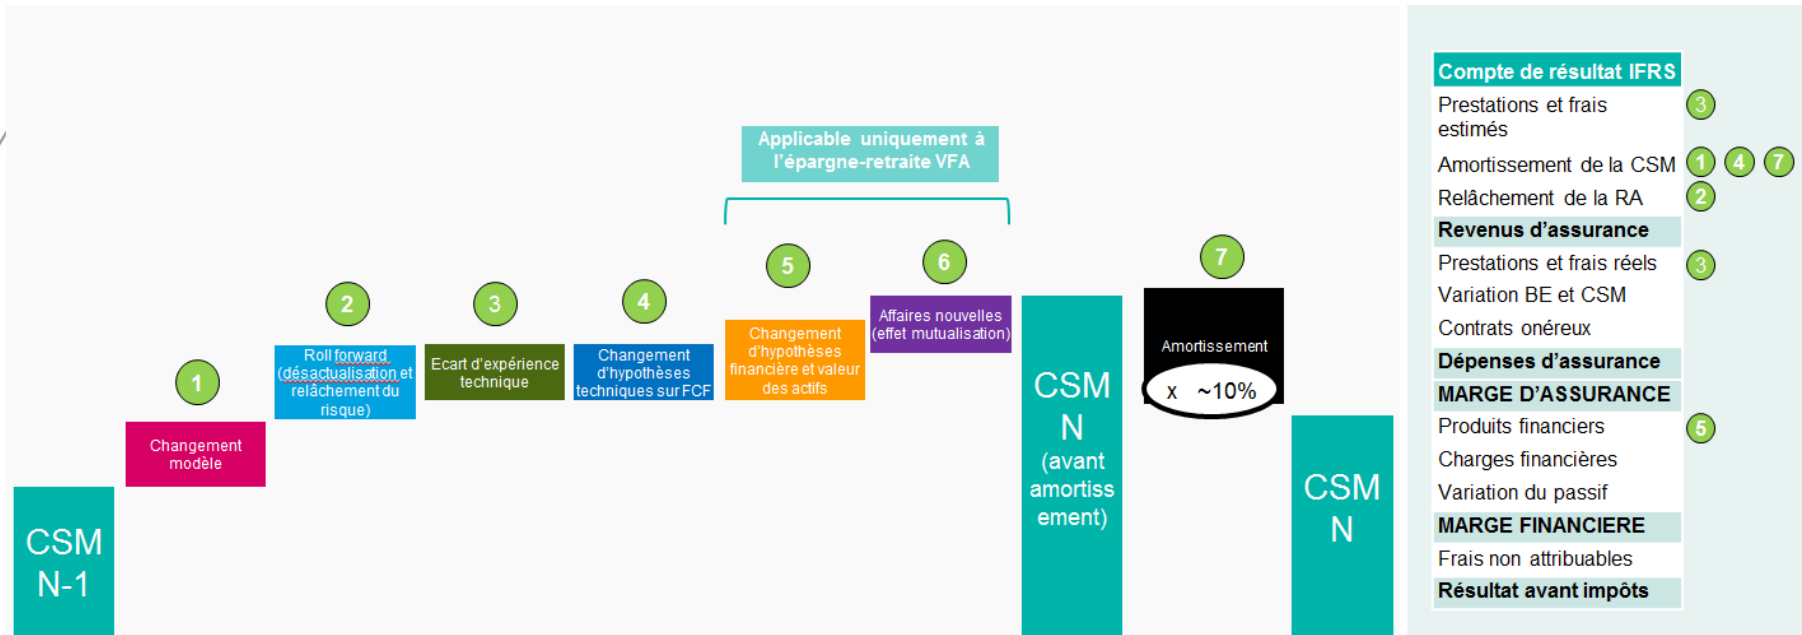 Applicable uniquement à
l'épargne-retraite VFA
1
Changement
modèle
2
Roll forward
(désactualisation et
relâchement du
risque)
3
Ecart d'expérience
technique
4
Changement
d'hypothèses
techniques sur FCF
5
Changement
d'hypothèses
financière et valeur
des actifs
6
Affaires nouvelles
(effet mutualisation)
7
Amortissement
x ~10%
CSM
N-1
CSM
N
(avant
amortiss
ement)
CSM
N
Compte de résultat IFRS
Prestations et frais 3
estimés
Amortissement de la CSM 1 4 7
Relâchement de la RA 2
Revenus d'assurance
Prestations et frais réels 3
Variation BE et CSM
Contrats onéreux
Dépenses d'assurance
MARGE D'ASSURANCE
Produits financiers 5
Charges financières
Variation du passif
MARGE FINANCIERE
Frais non attribuables
Résultat avant impôts